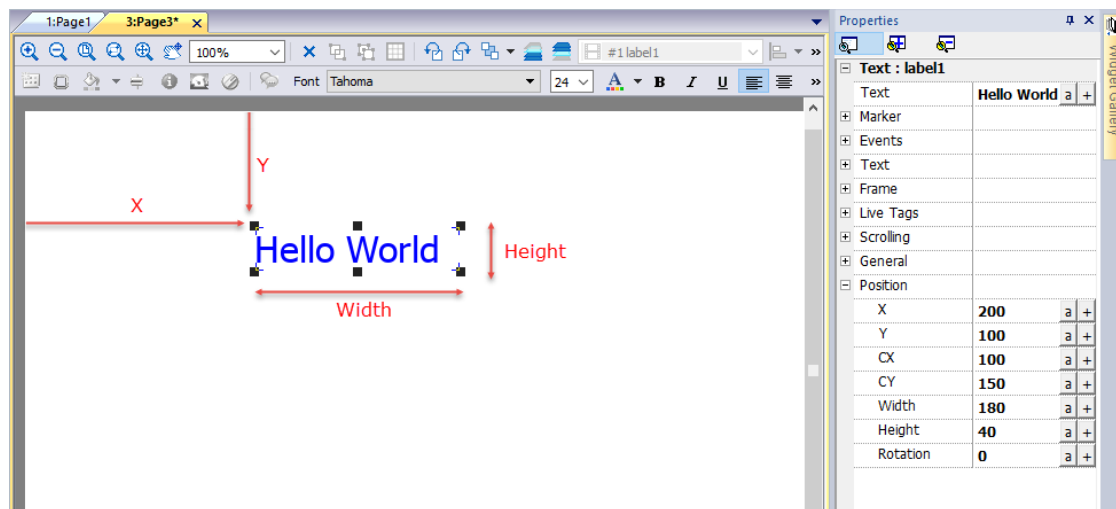 1:Page1 3:Page3* x
Properties
100% #1 label1 »
Font Tahoma 24 A B I U »
Text : label1
Text Hello World a +
Marker
Events
Text
Frame
Live Tags
Scrolling
General
Position
X 200 a +
Y 100 a +
CX 100 a +
CY 150 a +
Width 180 a +
Height 40 a +
Rotation 0 a +
Y
X
Hello World
Height
Width
Widget Gallery